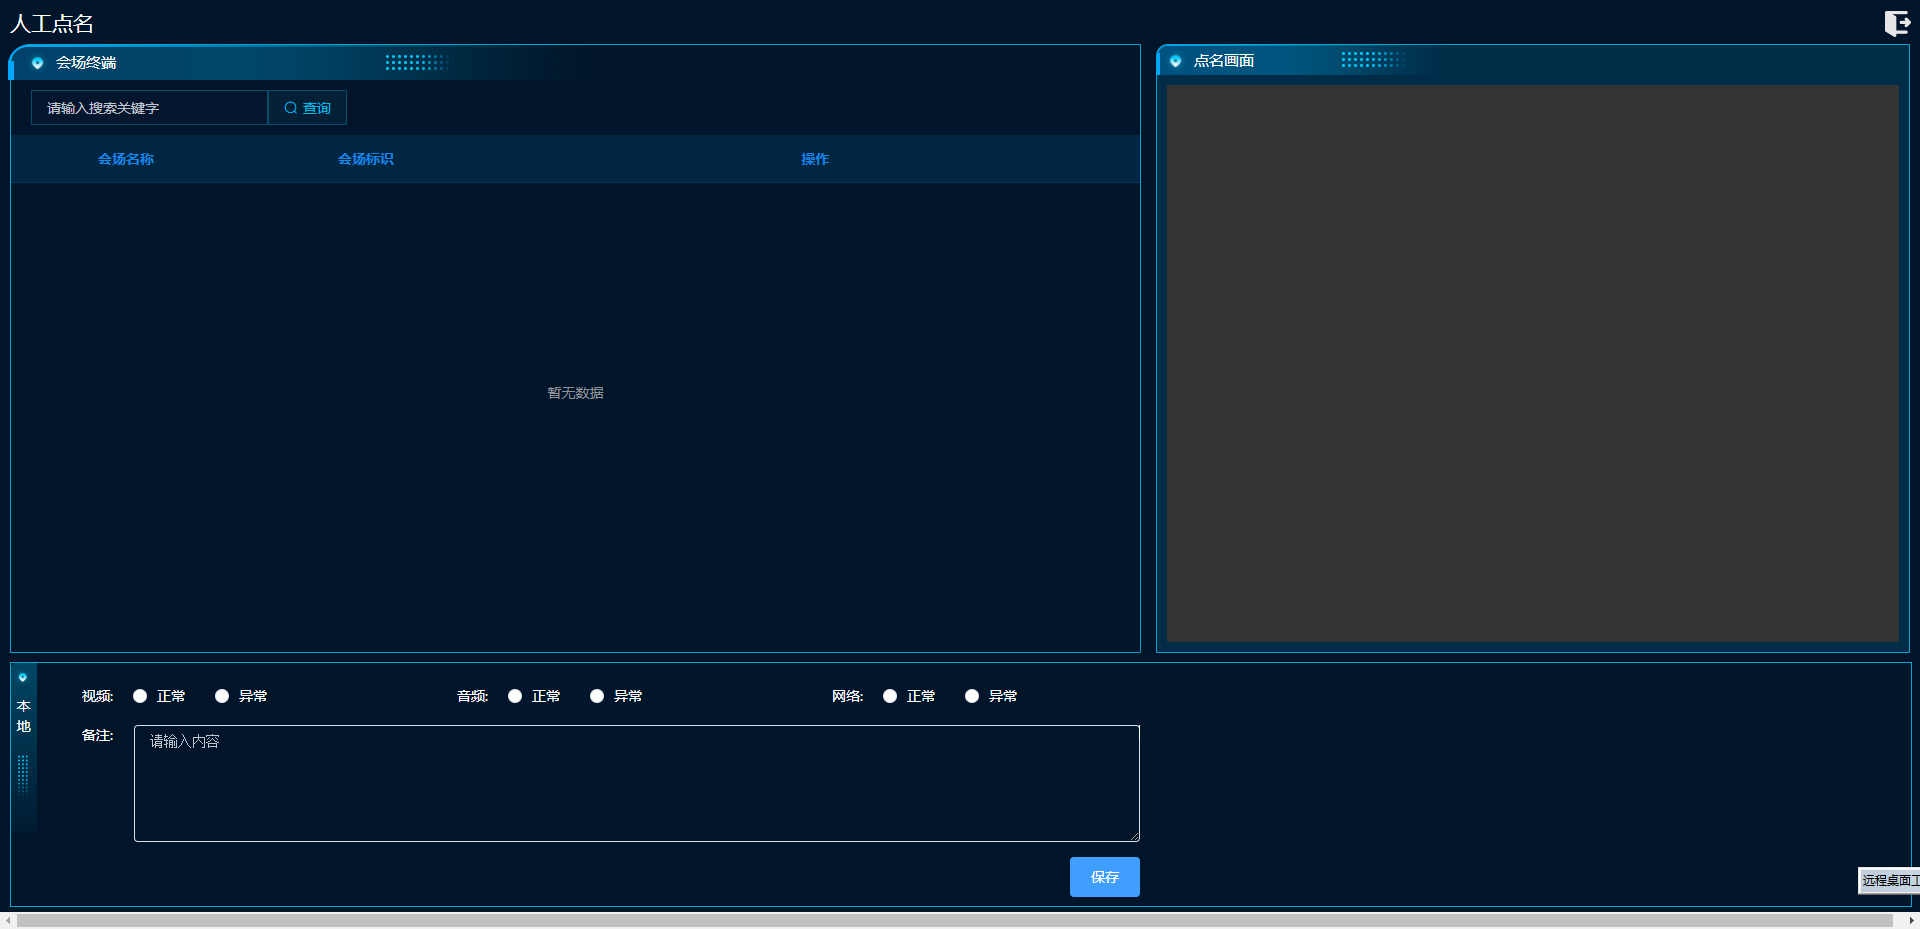 人工点名
会场终端
点名画面
请输入搜索关键字
查询
会场名称 会场标识 操作
暂无数据
本地
视频: 正常 异常 音频: 正常 异常 网络: 正常 异常
备注: 请输入内容
保存
远程桌面工